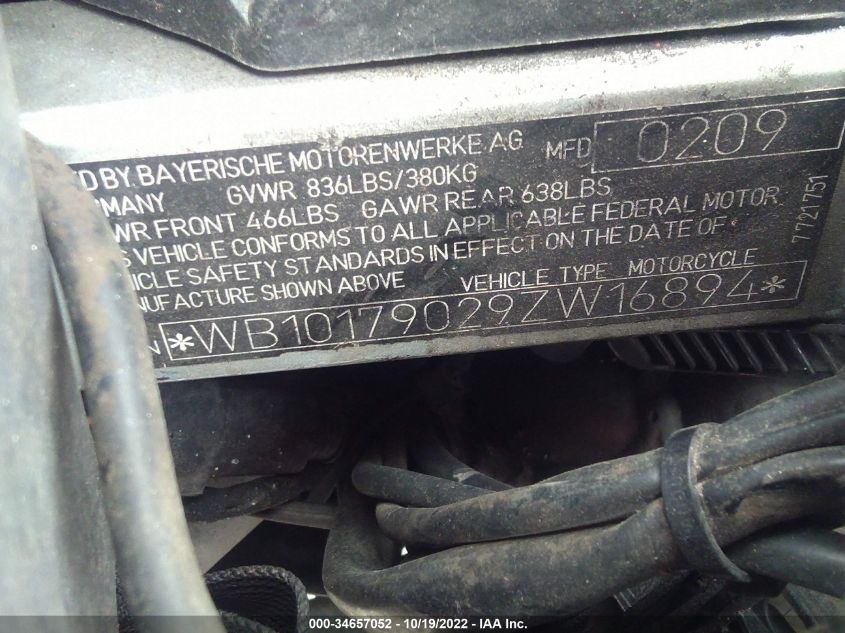 ED BY BAYERISCHE MOTORENWERKE AG MFD 0209
RMANY GVWR 836LBS/380KG
WR FRONT 466LBS GAWR REAR 638LBS
S VEHICLE CONFORMS TO ALL APPLICABLE FEDERAL MOTOR
HICLE SAFETY STANDARDS IN EFFECT ON THE DATE OF
NUFACTURE SHOWN ABOVE VEHICLE TYPE MOTORCYCLE
N *WB10179029ZW16894*
7721751
000-34657052 - 10/19/2022 - IAA Inc.